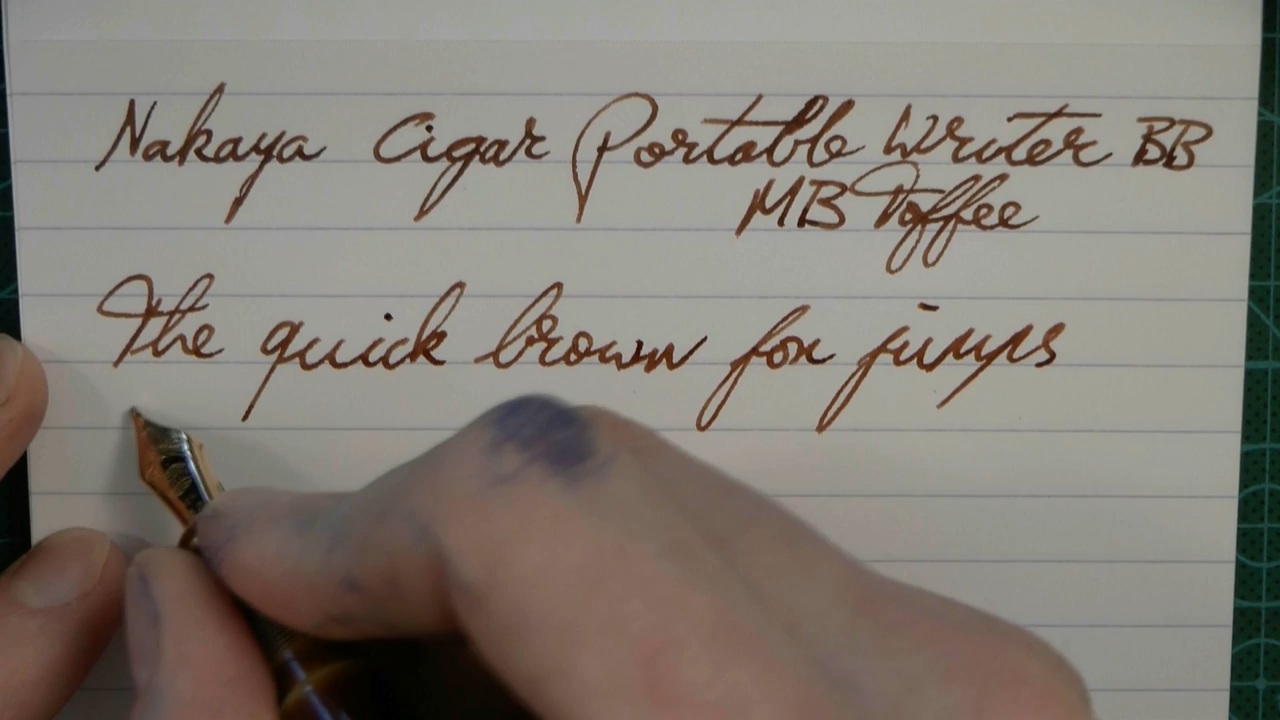 Nakaya Cigar Portable Writer BB
MB Toffee
The quick brown fox jumps